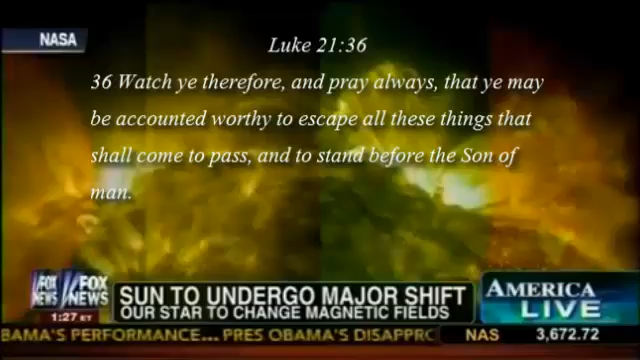 NASA
Luke 21:36
36 Watch ye therefore, and pray always, that ye may
be accounted worthy to escape all these things that
shall come to pass, and to stand before the Son of
man.
FOX NEWS
FOX NEWS
1:27 ET
SUN TO UNDERGO MAJOR SHIFT
OUR STAR TO CHANGE MAGNETIC FIELDS
AMERICA
LIVE
BAMA'S PERFORMANCE... PRES OBAMA'S DISAPPRO
NAS 3,672.72